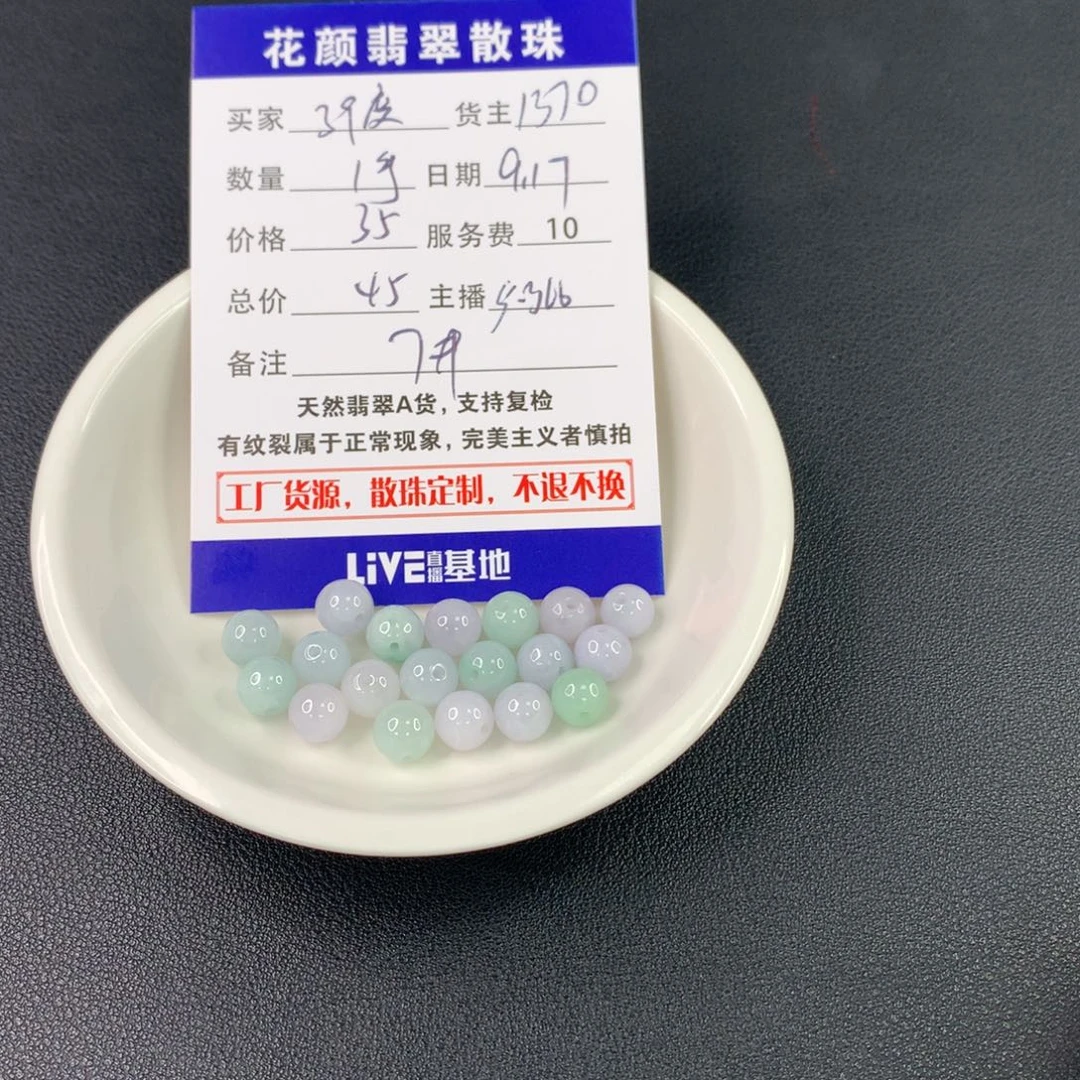 花颜翡翠散珠
买家 39度 货主 1370
数量 1手 日期 9.17
价格 35 服务费 10
总价 45 主播
备注 7#
天然翡翠A货，支持复检
有纹裂属于正常现象，完美主义者慎拍
工厂货源，散珠定制，不退不换
LiVE直播基地